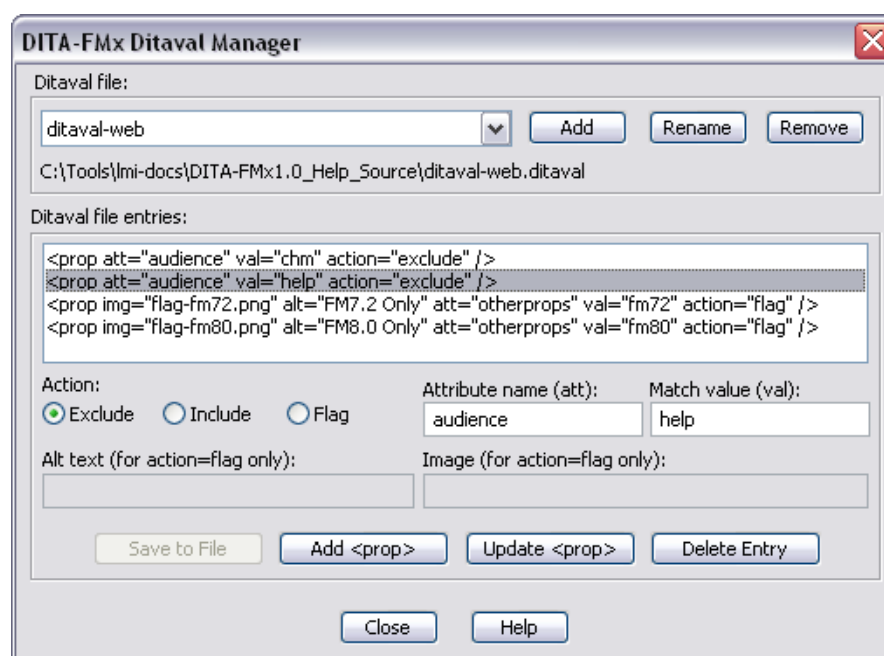 DITA-FMx Ditaval Manager
Ditaval file:
ditaval-web Add Rename Remove
C:\Tools\lmi-docs\DITA-FMx1.0_Help_Source\ditaval-web.ditaval
Ditaval file entries:
<prop att="audience" val="chm" action="exclude" />
<prop att="audience" val="help" action="exclude" />
<prop img="flag-fm72.png" alt="FM7.2 Only" att="otherprops" val="fm72" action="flag" />
<prop img="flag-fm80.png" alt="FM8.0 Only" att="otherprops" val="fm80" action="flag" />
Action: Attribute name (att): Match value (val):
Exclude Include Flag audience help
Alt text (for action=flag only): Image (for action=flag only):
Save to File Add <prop> Update <prop> Delete Entry
Close Help